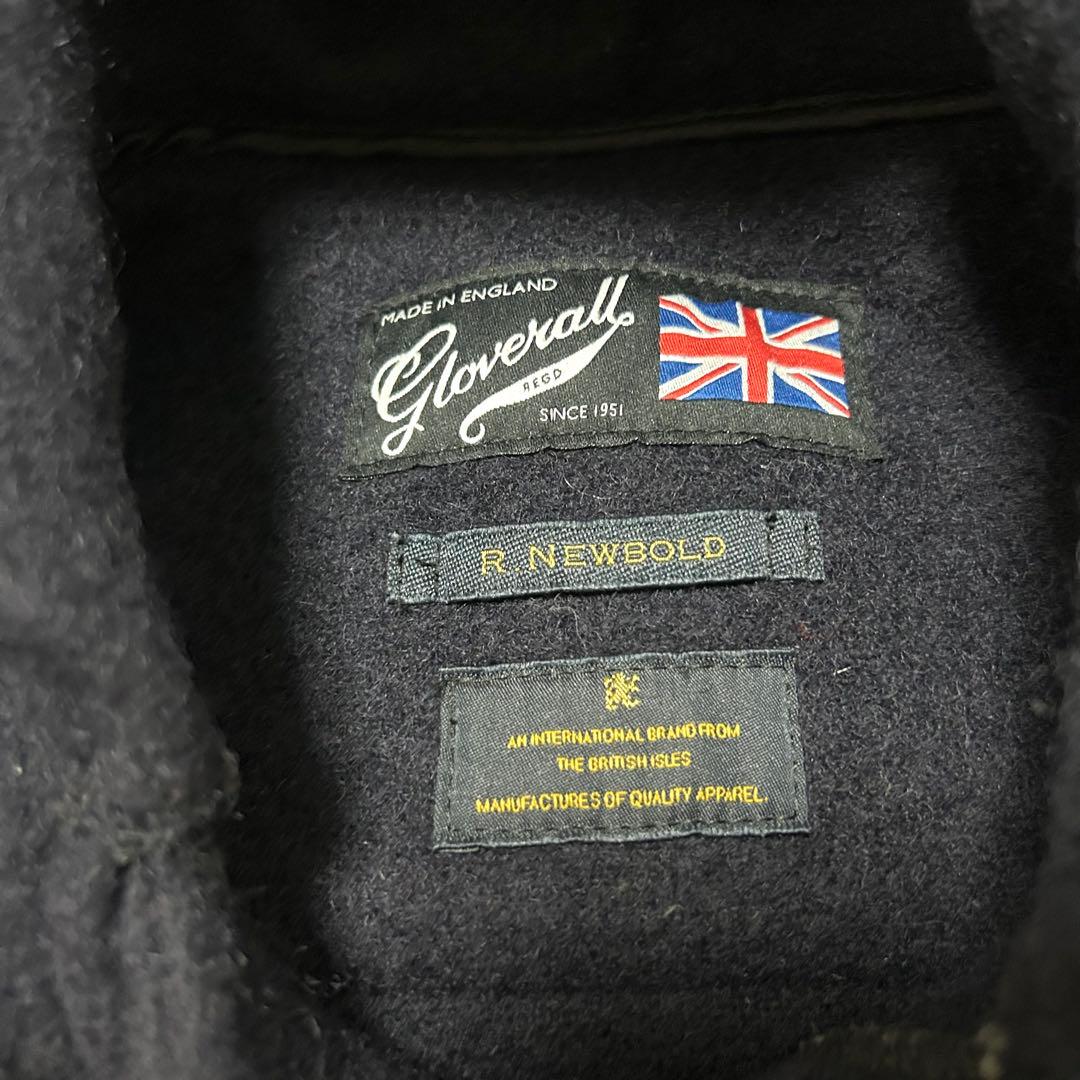 MADE IN ENGLAND
Gloverall
REGD
SINCE 1951
R. NEWBOLD
AN INTERNATIONAL BRAND FROM
THE BRITISH ISLES
MANUFACTURES OF QUALITY APPAREL.